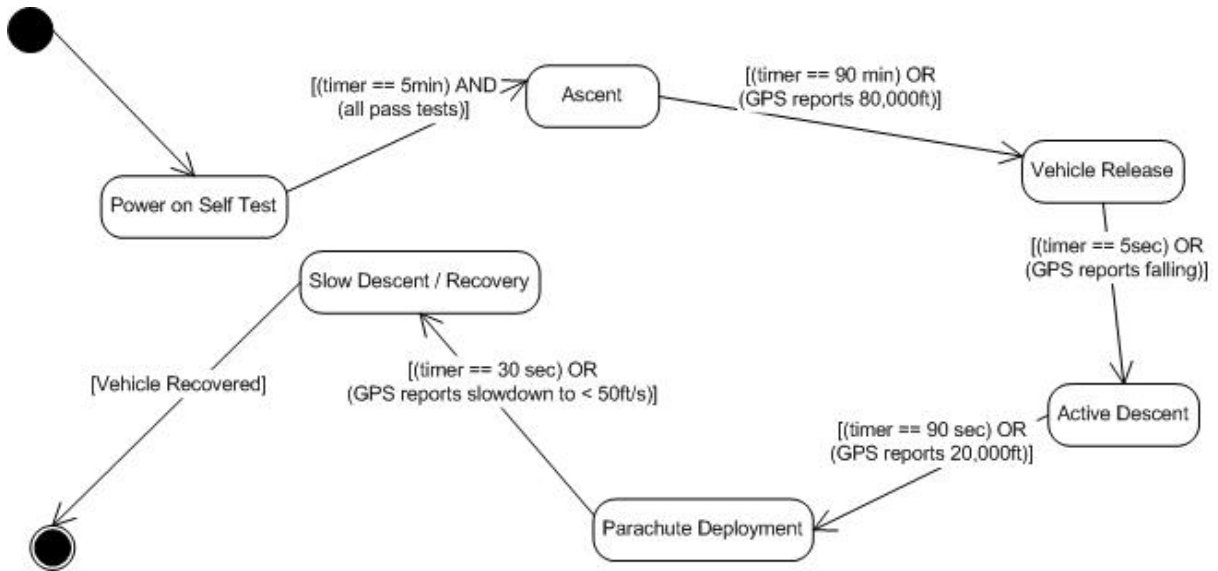 [(timer == 5min) AND
(all pass tests)]
Ascent
[(timer == 90 min) OR
(GPS reports 80,000ft)]
Vehicle Release
Power on Self Test
[(timer == 5sec) OR
(GPS reports falling)]
Slow Descent / Recovery
[(timer == 30 sec) OR
(GPS reports slowdown to < 50ft/s)]
[Vehicle Recovered]
Active Descent
[(timer == 90 sec) OR
(GPS reports 20,000ft)]
Parachute Deployment